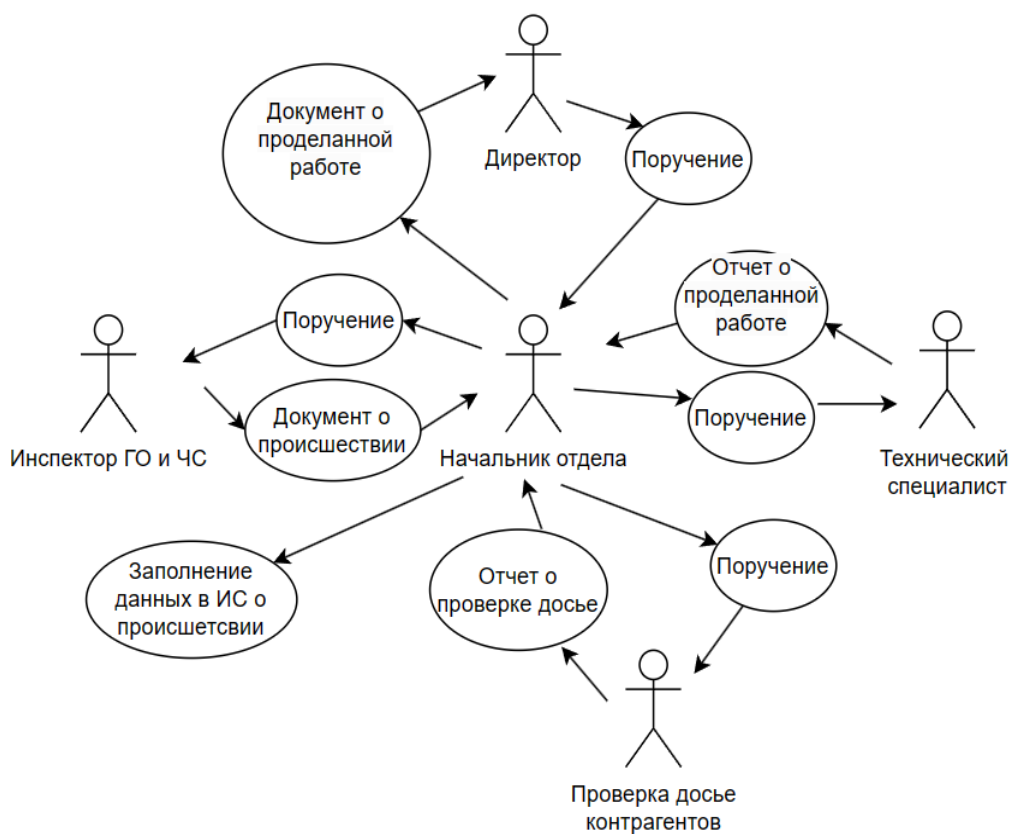 Документ о
проделанной
работе
Директор
Поручение
Отчет о
проделанной
работе
Поручение
Инспектор ГО и ЧС
Документ о
происшествии
Начальник отдела
Поручение
Технический
специалист
Заполнение
данных в ИС о
происшетсвии
Отчет о
проверке досье
Поручение
Проверка досье
контрагентов